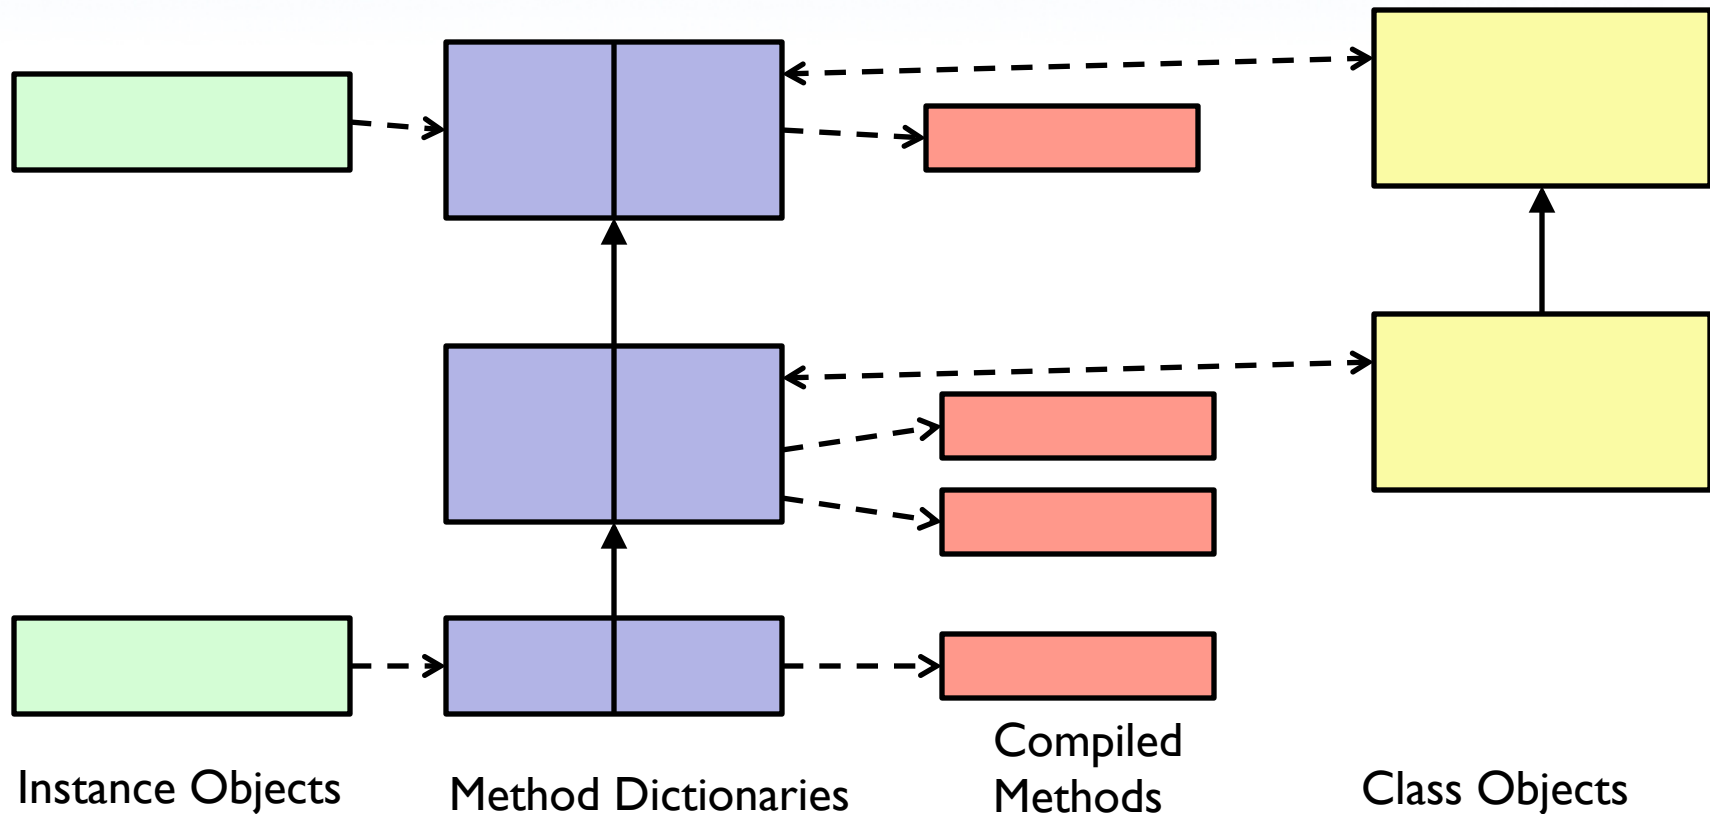 Instance Objects
Method Dictionaries
Compiled
Methods
Class Objects